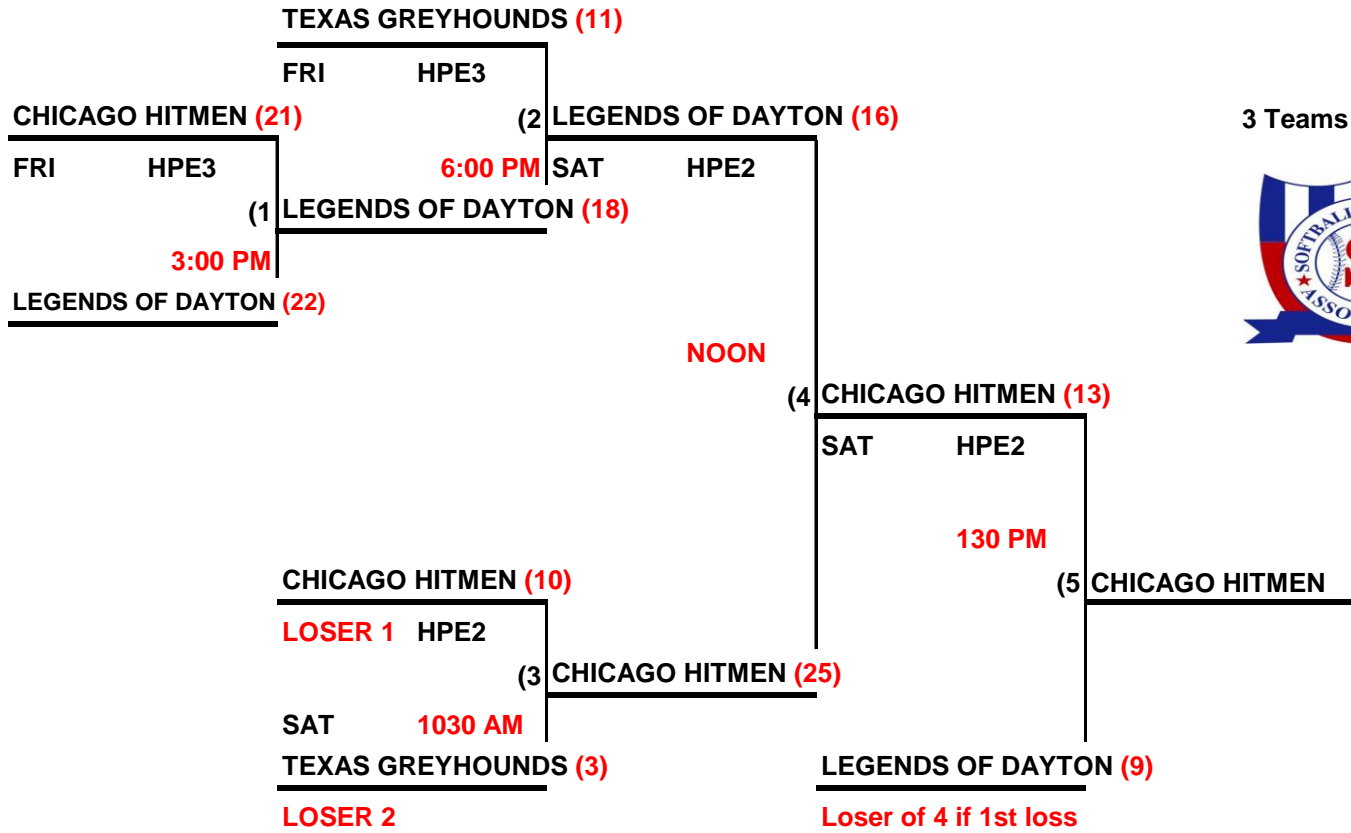 TEXAS GREYHOUNDS (11)
FRI HPE3
CHICAGO HITMEN (21)
(2 LEGENDS OF DAYTON (16)
3 Teams
FRI HPE3
6:00 PM SAT HPE2
(1 LEGENDS OF DAYTON (18)
3:00 PM
LEGENDS OF DAYTON (22)
NOON
(4 CHICAGO HITMEN (13)
SAT HPE2
130 PM
CHICAGO HITMEN (10)
(5 CHICAGO HITMEN
LOSER 1 HPE2
(3 CHICAGO HITMEN (25)
SAT 1030 AM
TEXAS GREYHOUNDS (3)
LEGENDS OF DAYTON (9)
LOSER 2
Loser of 4 if 1st loss